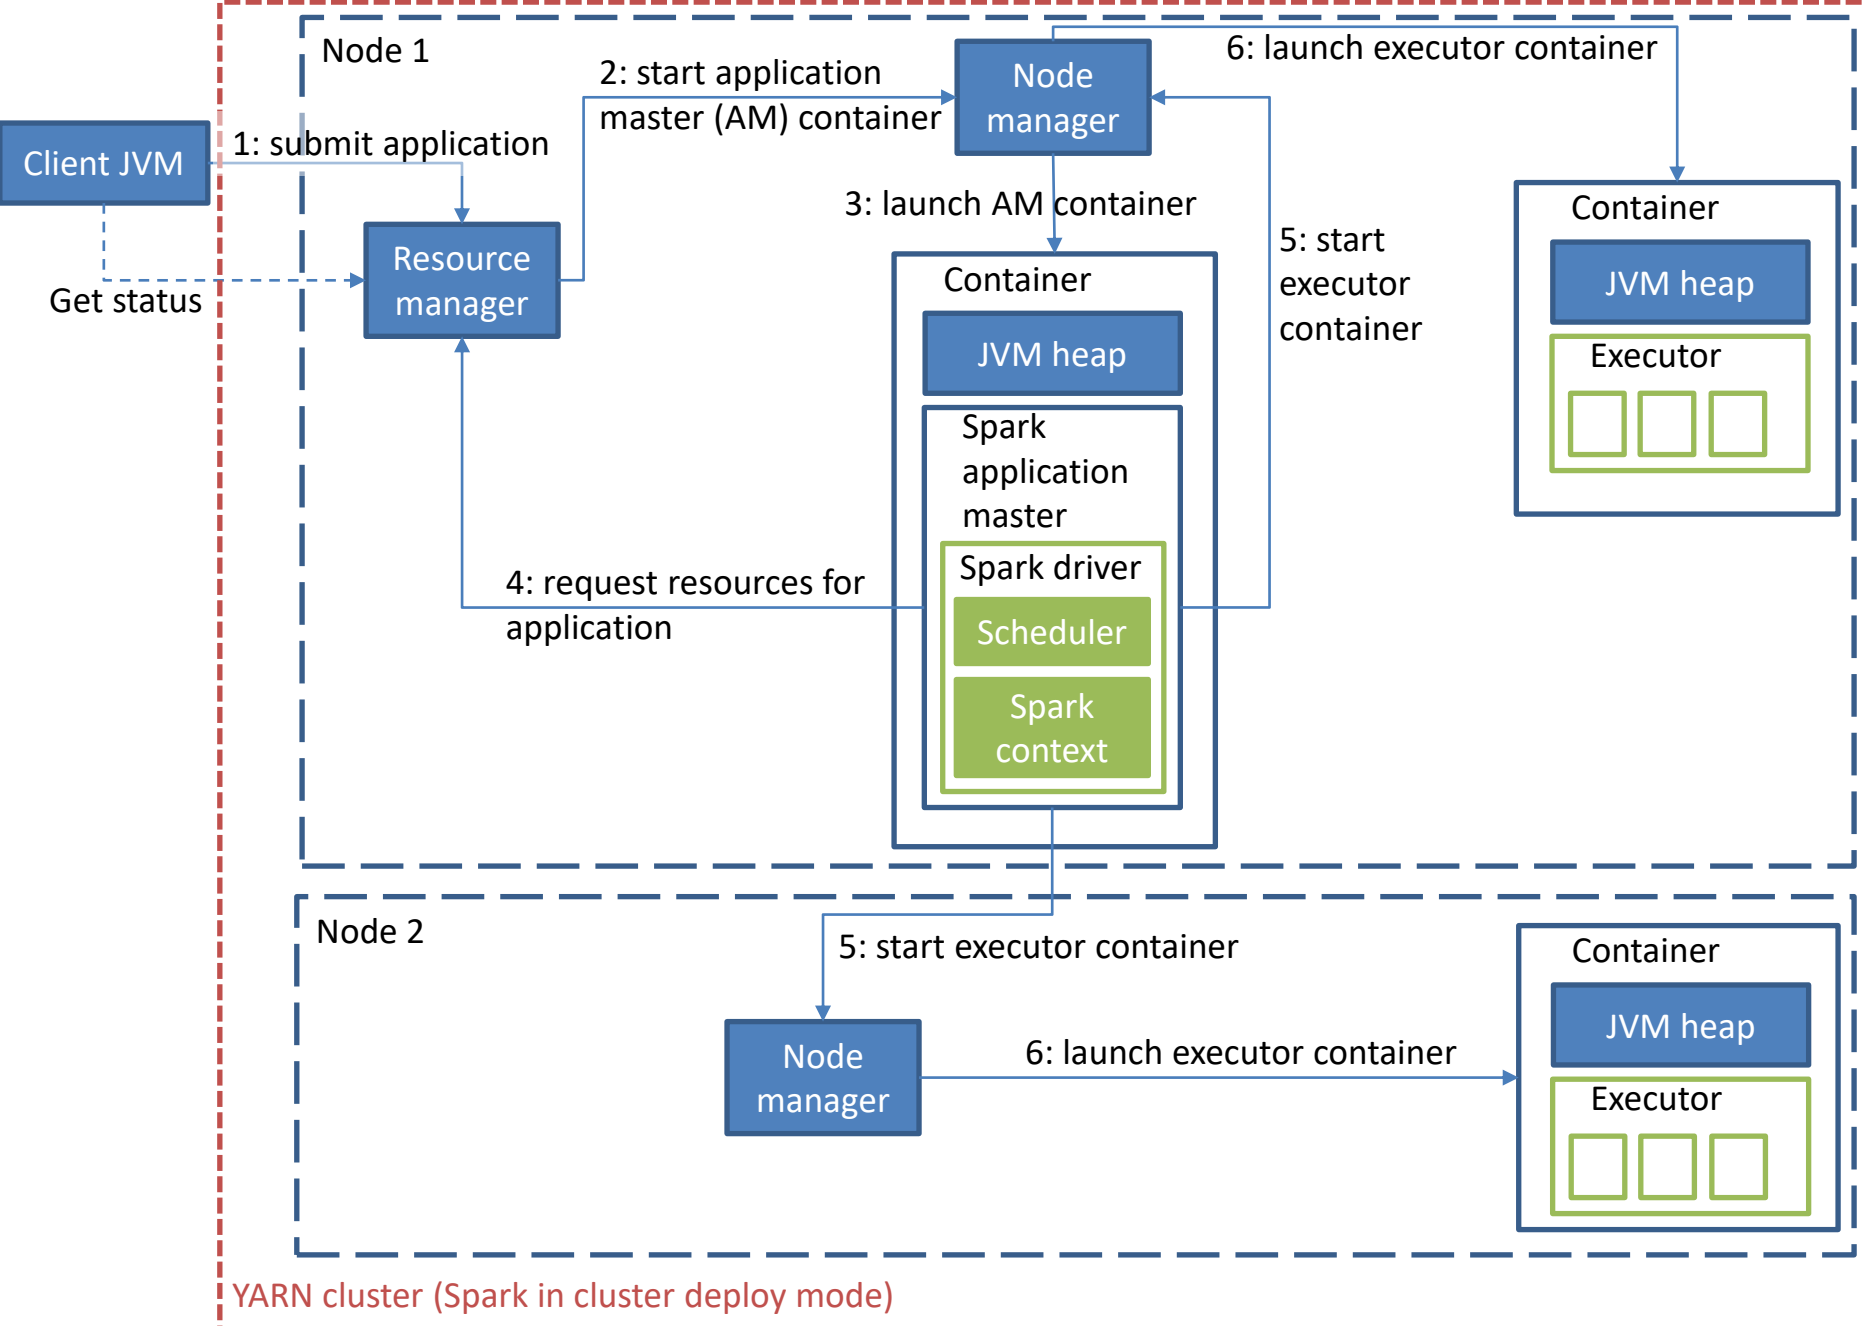 Node 1
2: start application
master (AM) container
Node
manager
6: launch executor container
Client JVM
1: submit application
Resource
manager
Get status
3: launch AM container
5: start
executor
container
Container
JVM heap
Executor
Container
JVM heap
Spark
application
master
Spark driver
Scheduler
Spark
context
4: request resources for
application
Node 2
5: start executor container
Node
manager
6: launch executor container
Container
JVM heap
Executor
YARN cluster (Spark in cluster deploy mode)